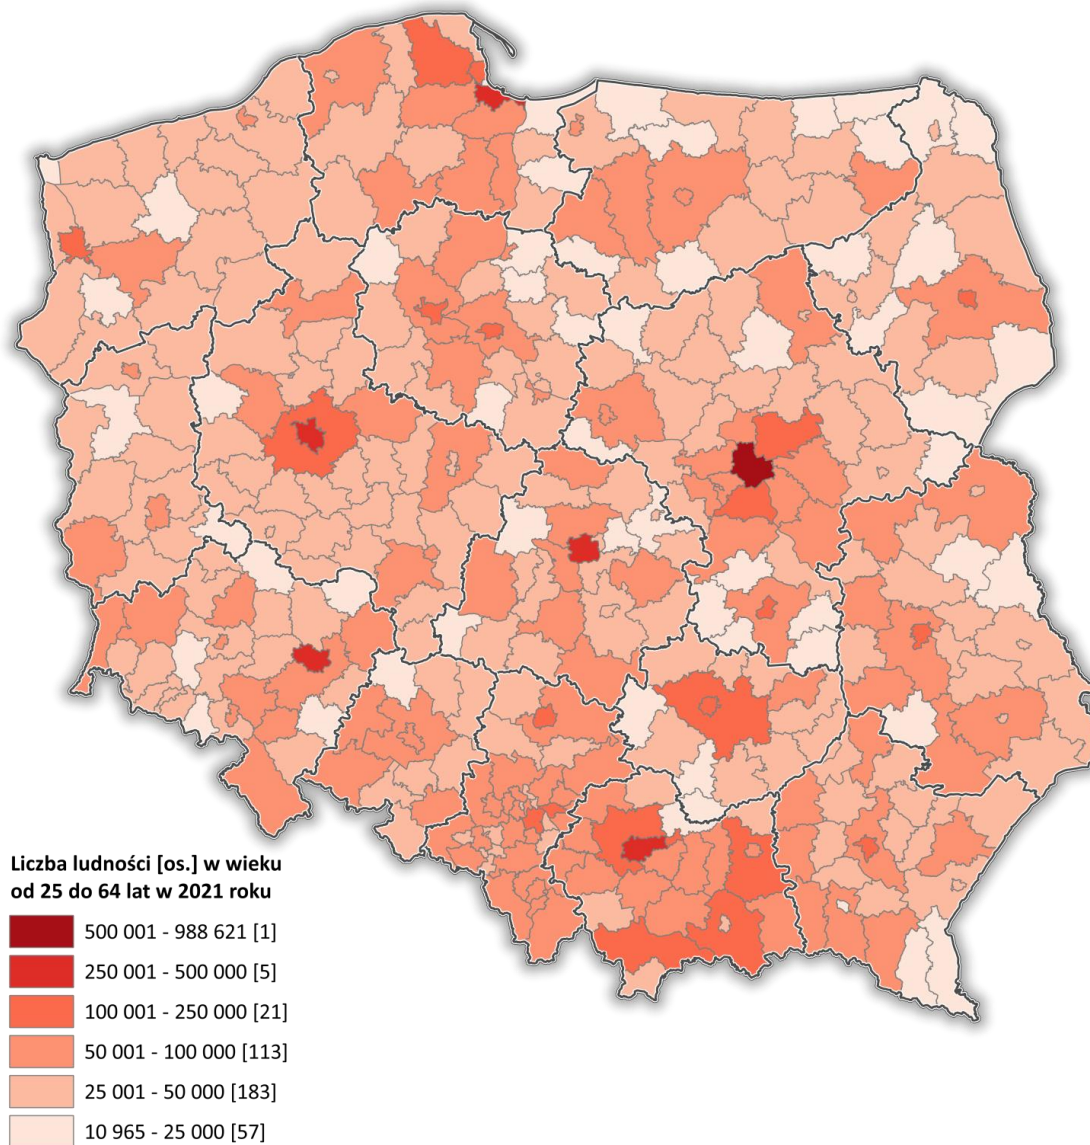 Liczba ludności [os.] w wieku
od 25 do 64 lat w 2021 roku
500 001 - 988 621 [1]
250 001 - 500 000 [5]
100 001 - 250 000 [21]
50 001 - 100 000 [113]
25 001 - 50 000 [183]
10 965 - 25 000 [57]